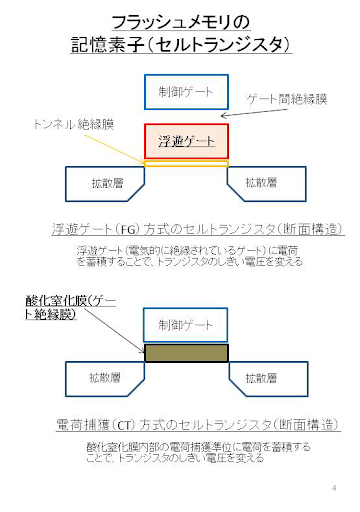 フラッシュメモリの
記憶素子(セルトランジスタ)
制御ゲート
ゲート間絶縁膜
トンネル絶縁膜
浮遊ゲート
拡散層
拡散層
浮遊ゲート(FG)方式のセルトランジスタ(断面構造)
浮遊ゲート(電気的に絶縁されているゲート)に電荷
を蓄積することで、トランジスタのしきい電圧を変える
酸化窒化膜(ゲー
ト絶縁膜)
制御ゲート
拡散層
拡散層
電荷捕獲(CT)方式のセルトランジスタ(断面構造)
酸化窒化膜内部の電荷捕獲準位に電荷を蓄積する
ことで、トランジスタのしきい電圧を変える
4